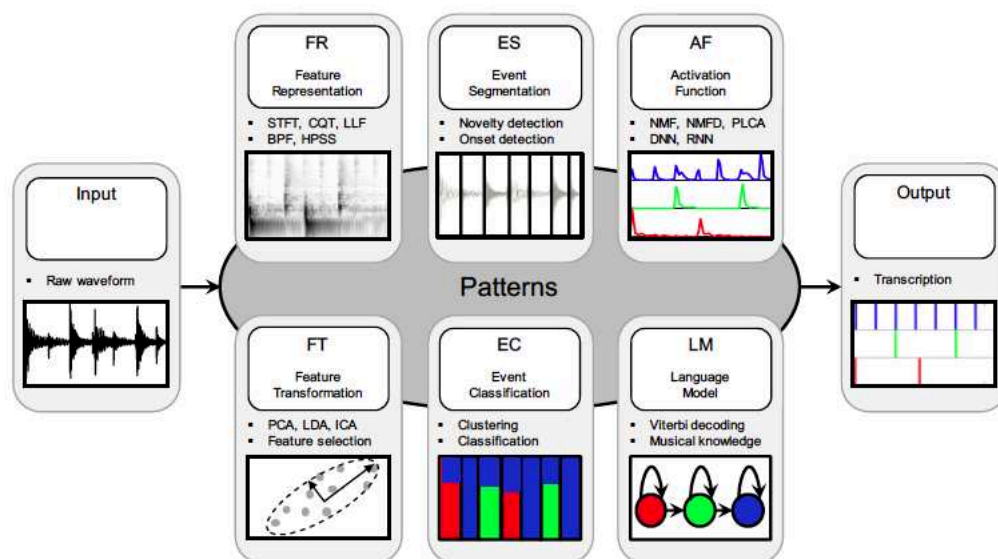 Input
▪ Raw waveform
FR
Feature
Representation
▪ STFT, CQT, LLF
▪ BPF, HPSS
ES
Event
Segmentation
▪ Novelty detection
▪ Onset detection
AF
Activation
Function
▪ NMF, NMFD, PLCA
▪ DNN, RNN
Patterns
FT
Feature
Transformation
▪ PCA, LDA, ICA
▪ Feature selection
EC
Event
Classification
▪ Clustering
▪ Classification
LM
Language
Model
▪ Viterbi decoding
▪ Musical knowledge
Output
▪ Transcription